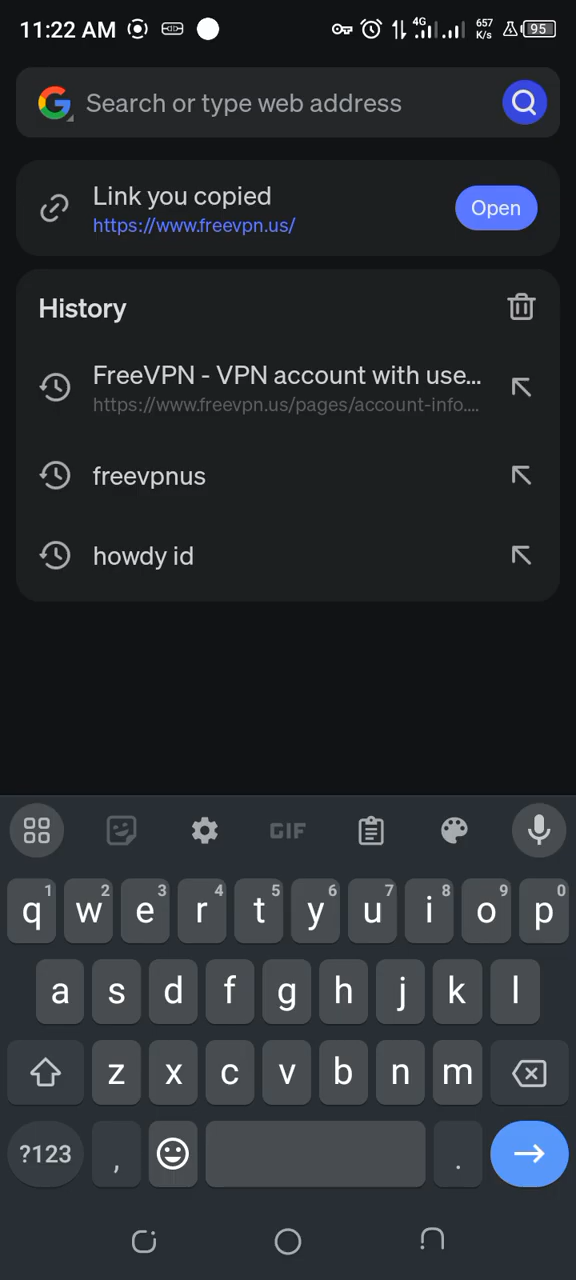 11:22 AM
4G
657
K/s
95
Search or type web address
Link you copied
https://www.freevpn.us/
Open
History
FreeVPN - VPN account with use...
https://www.freevpn.us/pages/account-info....
freevpnus
howdy id
GIF
1 2 3 4 5 6 7 8 9 0
q w e r t y u i o p
a s d f g h j k l
z x c v b n m
?123 , .